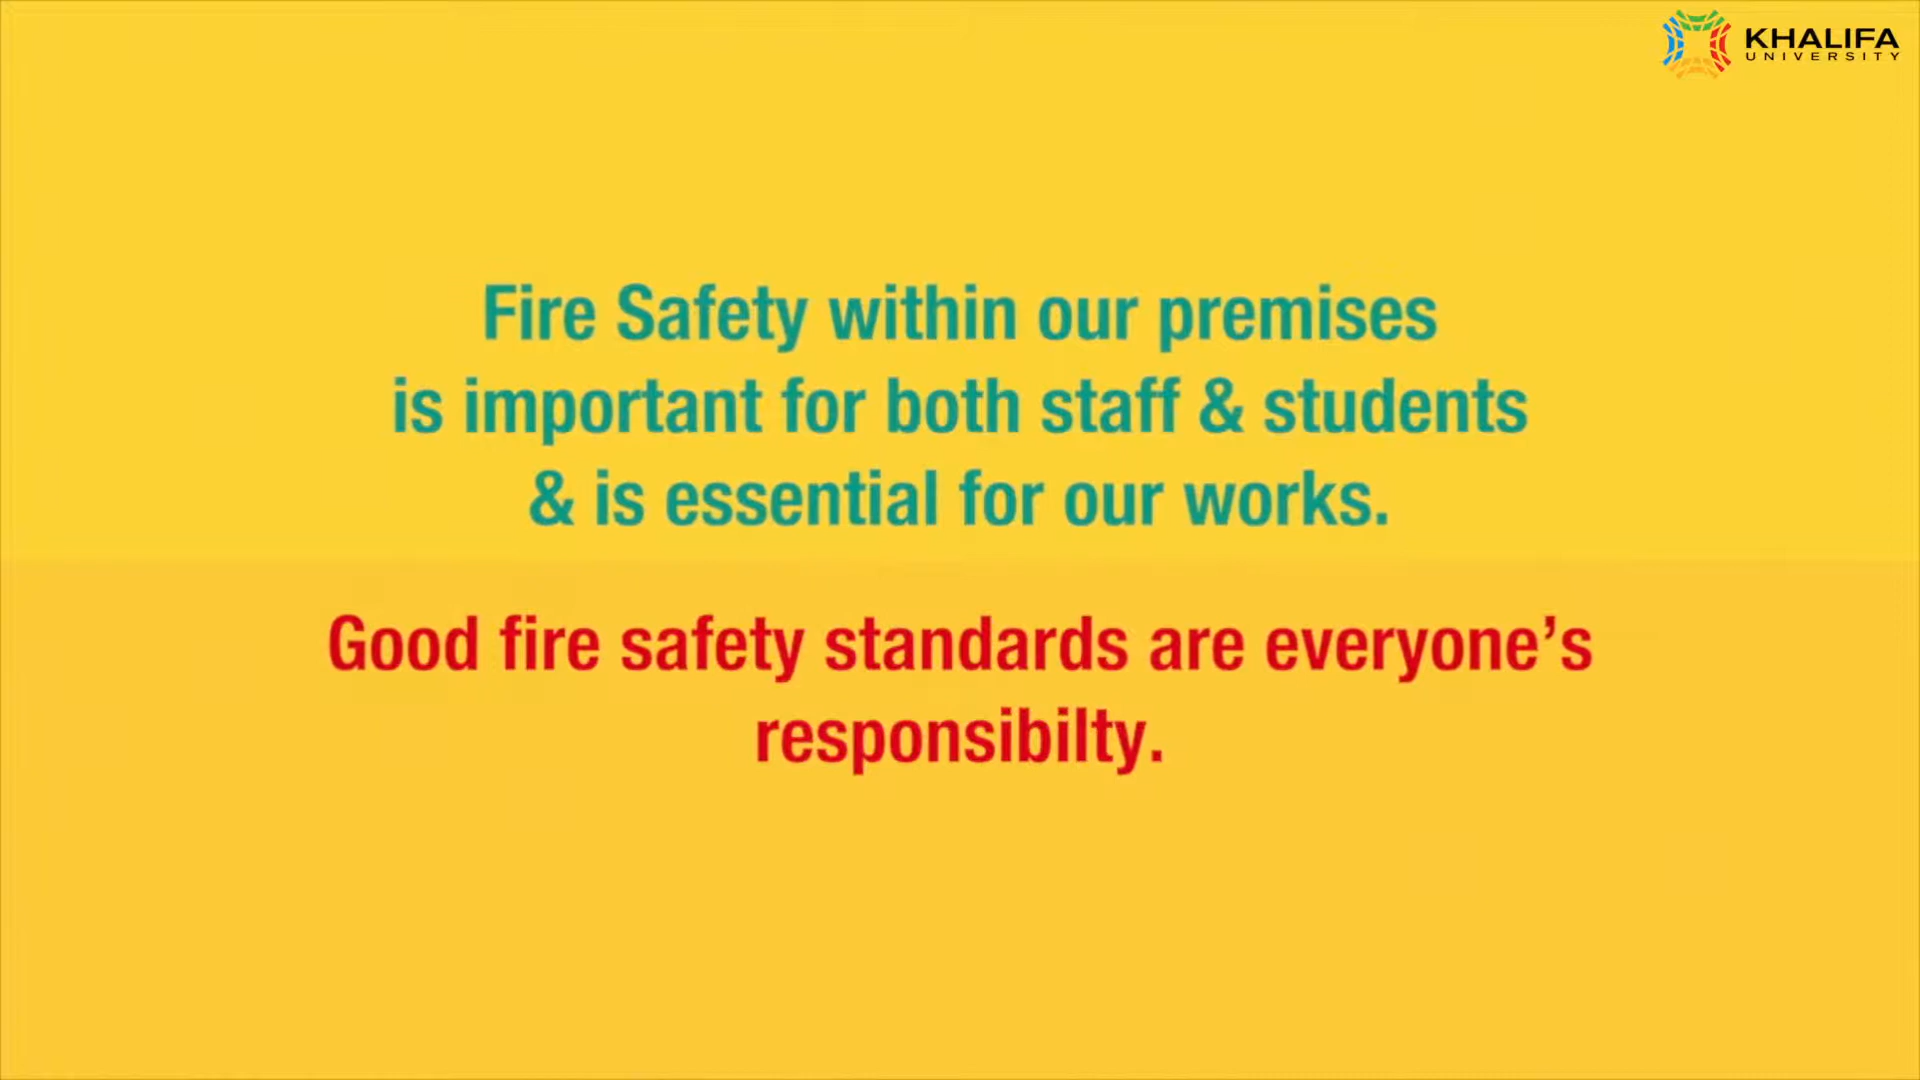 KHALIFA
UNIVERSITY
Fire Safety within our premises
is important for both staff & students
& is essential for our works.
Good fire safety standards are everyone’s
responsibilty.